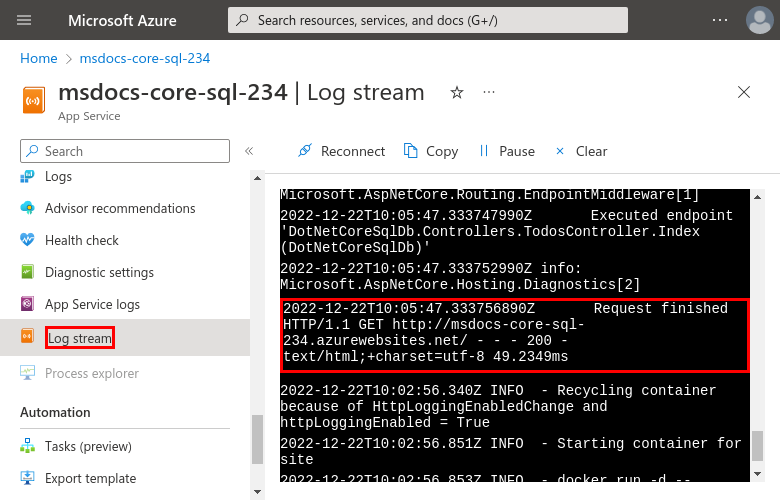 Microsoft Azure
Search resources, services, and docs (G+/)
Home > msdocs-core-sql-234
msdocs-core-sql-234 | Log stream
App Service
Search
Logs
Advisor recommendations
Health check
Diagnostic settings
App Service logs
Log stream
Process explorer
Automation
Tasks (preview)
Export template
Reconnect
Copy
Pause
Clear
Microsoft.AspNetCore.Routing.EndpointMiddleware[1]
2022-12-22T10:05:47.333747990Z       Executed endpoint
'DotNetCoreSqlDb.Controllers.TodosController.Index
(DotNetCoreSqlDb)'
2022-12-22T10:05:47.333752990Z info:
Microsoft.AspNetCore.Hosting.Diagnostics[2]
2022-12-22T10:05:47.333756890Z       Request finished
HTTP/1.1 GET http://msdocs-core-sql-
234.azurewebsites.net/ - - - 200 -
text/html;+charset=utf-8 49.2349ms
2022-12-22T10:02:56.340Z INFO  - Recycling container
because of HttpLoggingEnabledChange and
httpLoggingEnabled = True
2022-12-22T10:02:56.851Z INFO  - Starting container for
site
2022-12-22T10:02:56.853Z INFO  - docker run -d --